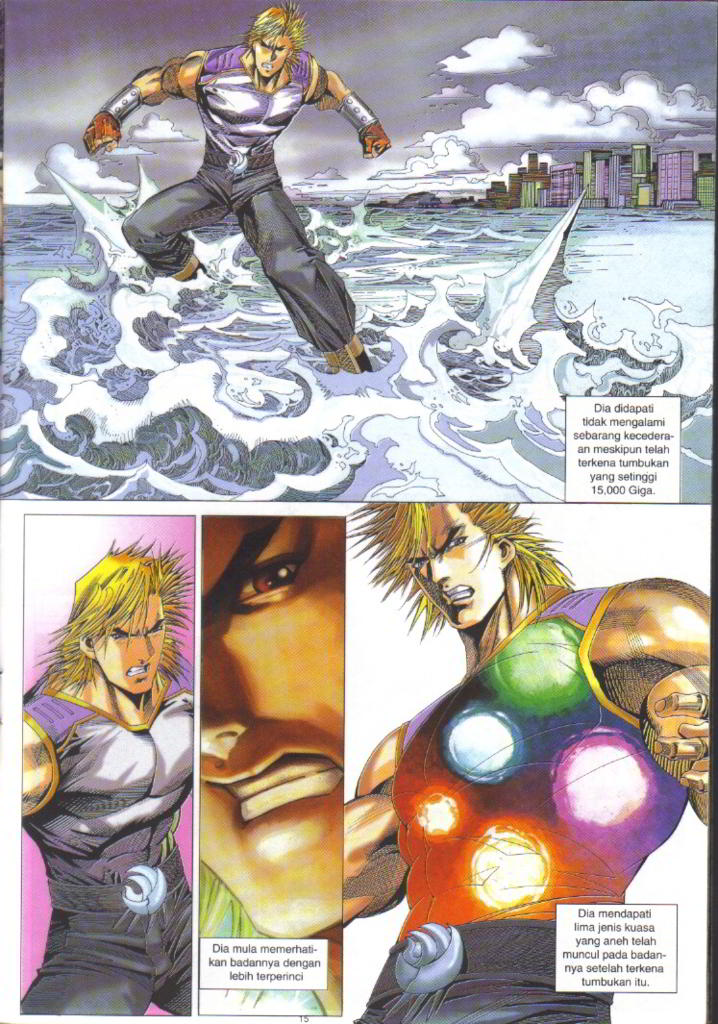 Dia didapati
tidak mengalami
sebarang kecedera-
an meskipun telah
terkena tumbukan
yang setinggi
15,000 Giga.
Dia mula memerhati-
kan badannya dengan
lebih terperinci
Dia mendapati
lima jenis kuasa
yang aneh telah
muncul pada badan-
nya setelah terkena
tumbukan itu.
15